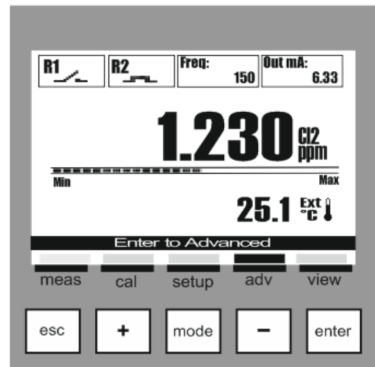 R1 R2 Freq: 150 Out mA: 6.33
1.230 Cl2 ppm
Min Max
25.1 Ext °C
Enter to Advanced
meas cal setup adv view
esc + mode - enter